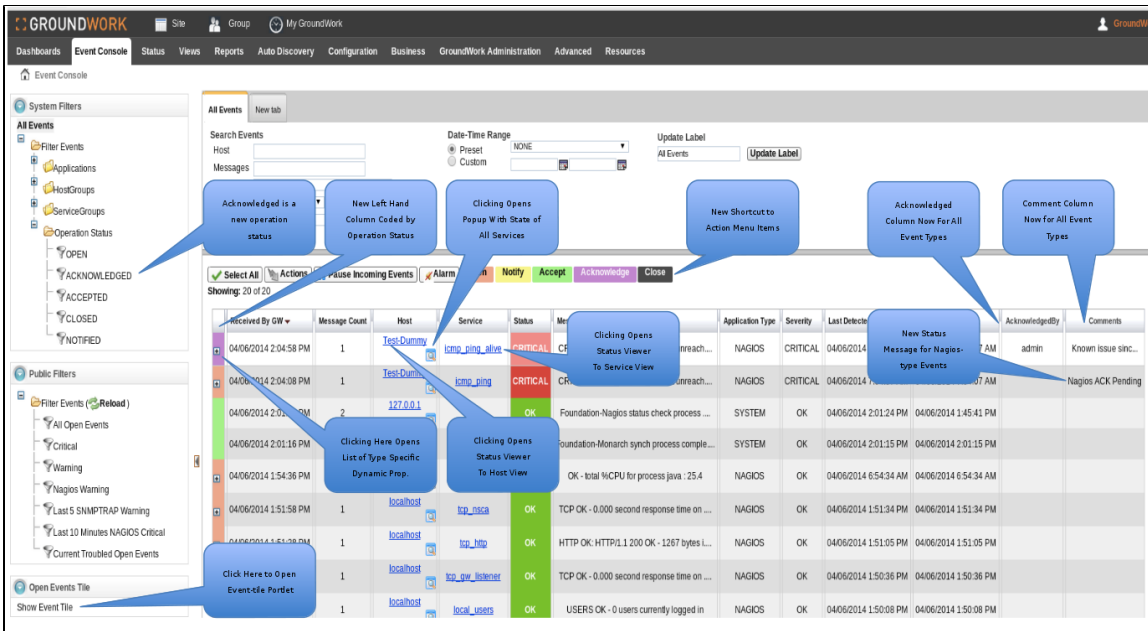 GROUNDWORK Site Group My GroundWork GroundW
Dashboards Event Console Status Views Reports Auto Discovery Configuration Business GroundWork Administration Advanced Resources
Event Console
System Filters
All Events
Filter Events
Applications
HostGroups
ServiceGroups
Operation Status
OPEN
ACKNOWLEDGED
ACCEPTED
CLOSED
NOTIFIED
Public Filters
Filter Events (Reload)
All Open Events
Critical
Warning
Nagios Warning
Last 5 SNMPTRAP Warning
Last 10 Minutes NAGIOS Critical
Current Troubled Open Events
Open Events Tile
Show Event Tile
All Events New tab
Search Events
Host
Messages
Date-Time Range
Preset NONE
Custom
Update Label
All Events Update Label
Acknowledged is a
new operation
status
New Left Hand
Column Coded by
Operation Status
Clicking Opens
Popup With State of
All Services
New Shortcut to
Action Menu Items
Acknowledged
Column Now For All
Event Types
Comment Column
Now for All Event
Types
Select All Actions Pause Incoming Events Alarm Notify Accept Acknowledge Close
Showing: 20 of 20
Received By GW Message Count Host Service Status Application Type Severity Last Detecte AcknowledgedBy Comments
04/06/2014 2:04:58 PM 1 Test-Dummy icmp_ping_alive CRITICAL unreach.... NAGIOS CRITICAL 04/06/2014 7 AM admin Known issue sinc...
04/06/2014 2:04:08 PM 1 Test-Dummy icmp_ping CRITICAL unreach.... NAGIOS CRITICAL 07 AM Nagios ACK Pending
127.0.0.1 OK Foundation-Nagios status check process .... SYSTEM OK 04/06/2014 2:01:24 PM 04/06/2014 1:45:41 PM
04/06/2014 2:01:16 PM oundation-Monarch synch process comple.... SYSTEM OK 04/06/2014 2:01:15 PM 04/06/2014 2:01:15 PM
04/06/2014 1:54:36 PM OK - total %CPU for process java : 25.4 NAGIOS OK 04/06/2014 6:54:34 AM 04/06/2014 6:54:34 AM
04/06/2014 1:51:58 PM 1 localhost tcp_nsca OK TCP OK - 0.000 second response time on .... NAGIOS OK 04/06/2014 1:51:34 PM 04/06/2014 1:51:34 PM
04/06/2014 1:51:28 PM 1 localhost tcp_http OK HTTP OK: HTTP/1.1 200 OK - 1267 bytes i.... NAGIOS OK 04/06/2014 1:51:05 PM 04/06/2014 1:51:05 PM
1 localhost tcp_gw_listener OK TCP OK - 0.000 second response time on .... NAGIOS OK 04/06/2014 1:50:36 PM 04/06/2014 1:50:36 PM
1 localhost local_users OK USERS OK - 0 users currently logged in NAGIOS OK 04/06/2014 1:50:08 PM 04/06/2014 1:50:08 PM
Clicking Opens
Status Viewer
To Service View
New Status
Message for Nagios-
type Events
Clicking Here Opens
List of Type Specific
Dynamic Prop.
Clicking Opens
Status Viewer
To Host View
Click Here to Open
Event-tile Portlet